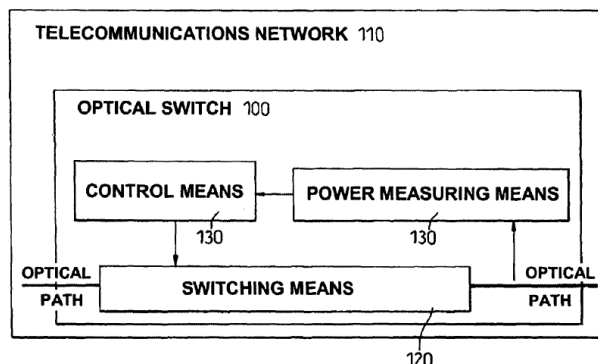 TELECOMMUNICATIONS NETWORK 110
OPTICAL SWITCH 100
CONTROL MEANS
130
POWER MEASURING MEANS
130
OPTICAL
PATH
SWITCHING MEANS
OPTICAL
PATH
120